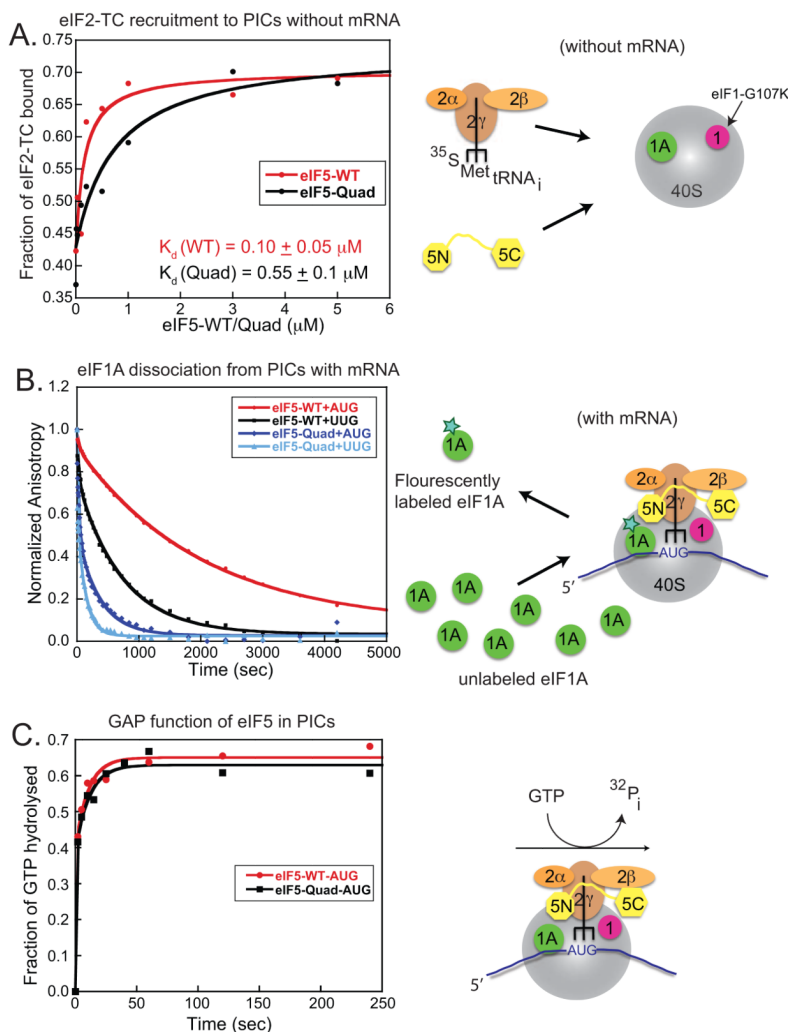 A.
eIF2-TC recruitment to PICs without mRNA
Fraction of eIF2-TC bound
0.75
0.70
0.65
0.60
0.55
0.50
0.45
0.40
0.35
eIF5-WT
eIF5-Quad
Kd (WT) = 0.10 ± 0.05 μM
Kd (Quad) = 0.55 ± 0.1 μM
0 1 2 3 4 5 6
eIF5-WT/Quad (μM)
(without mRNA)
eIF1-G107K
2α 2β
2γ
35S Met tRNAi
1A 1
40S
5N 5C
B.
eIF1A dissociation from PICs with mRNA
Normalized Anisotropy
1.2
1.0
0.8
0.6
0.4
0.2
0.0
eIF5-WT+AUG
eIF5-WT+UUG
eIF5-Quad+AUG
eIF5-Quad+UUG
0 1000 2000 3000 4000 5000
Time (sec)
(with mRNA)
1A
Flourescently
labeled eIF1A
2α 2β
5N 2γ 5C
1A 1
AUG
5′
40S
1A 1A 1A 1A
1A 1A 1A 1A
unlabeled eIF1A
C.
GAP function of eIF5 in PICs
Fraction of GTP hydrolysed
0.7
0.6
0.5
0.4
0.3
0.2
0.1
0.0
eIF5-WT-AUG
eIF5-Quad-AUG
0 50 100 150 200 250
Time (sec)
GTP 32Pi
2α 2β
5N 2γ 5C
1A 1
AUG
5′